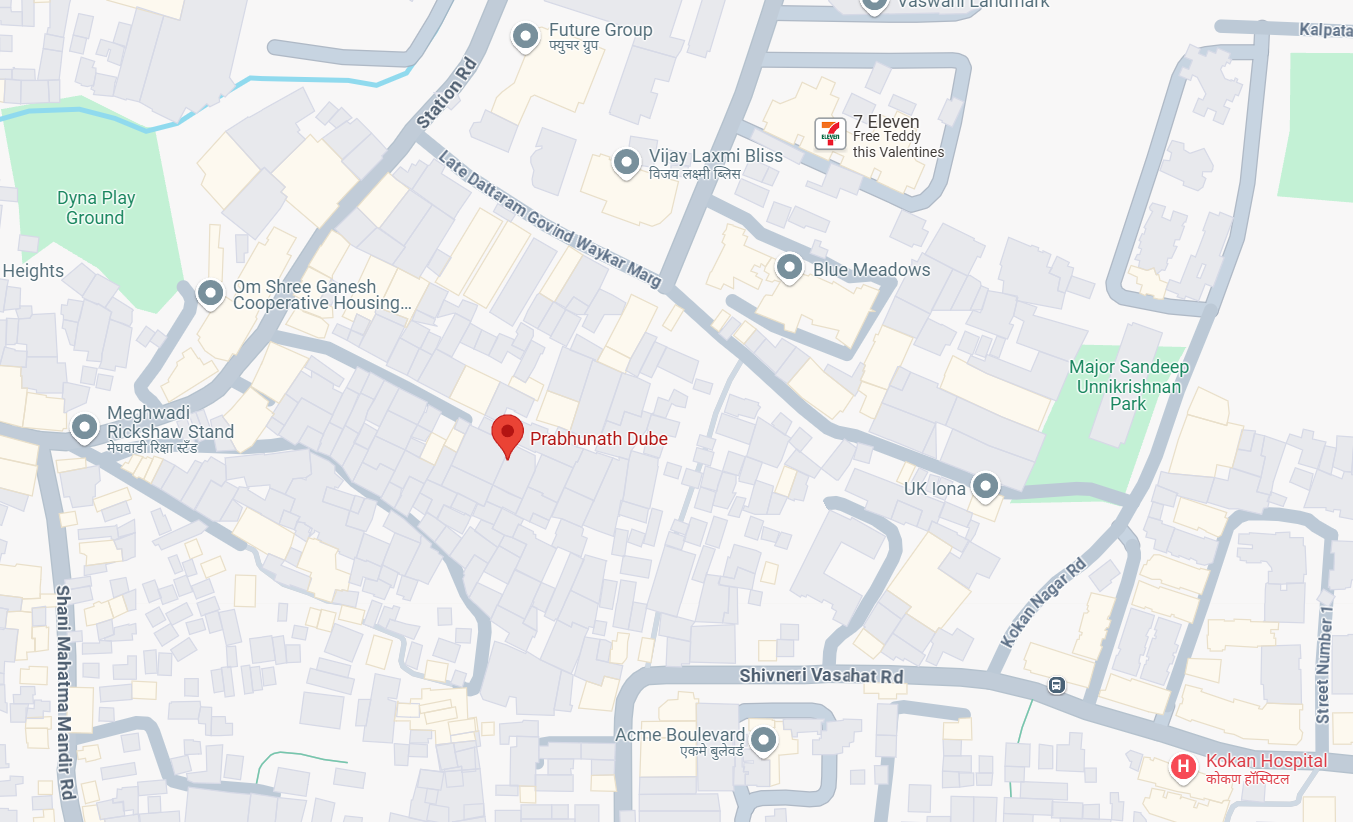 Vaswani Landmark
Future Group
फ्युचर ग्रुप
Kalpata
Station Rd
7 Eleven
Free Teddy
this Valentines
ELEVEN
Late Dattaram Govind Waykar Marg
Vijay Laxmi Bliss
विजय लक्ष्मी ब्लिस
Dyna Play
Ground
Heights
Om Shree Ganesh
Cooperative Housing...
Blue Meadows
Major Sandeep
Unnikrishnan
Park
Meghwadi
Rickshaw Stand
मेघवाडी रिक्षा स्टॅंड
Prabhunath Dube
UK Iona
Kokan Nagar Rd
Shani Mahatma Mandir Rd
Shivneri Vasahat Rd
Street Number 1
Acme Boulevard
एकमे बुलेवर्ड
H
Kokan Hospital
कोकण हॉस्पिटल